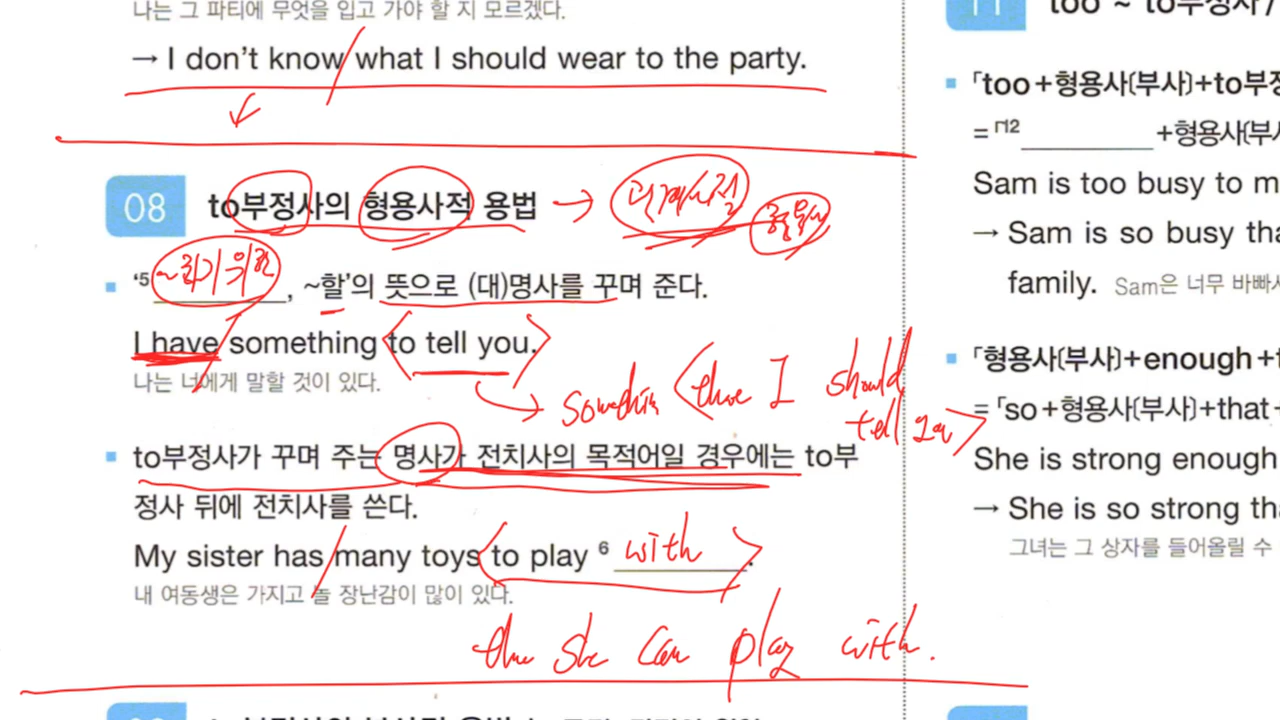 나는 그 파티에 무엇을 입고 가야 할 지 모르겠다.
→ I don't know what I should wear to the party.
08 to부정사의 형용사적 용법 → 관계사절 형용사
'5 ~하기 위한, ~할'의 뜻으로 (대)명사를 꾸며 준다.
I have something to tell you.
나는 너에게 말할 것이 있다.
I should
tell you
to부정사가 꾸며 주는 명사가 전치사의 목적어일 경우에는 to부
정사 뒤에 전치사를 쓴다.
My sister has many toys to play 6 with.
내 여동생은 가지고 놀 장난감이 많이 있다.
she can play with.
11 too ~ to부정사 /
「too+형용사(부사)+to부정
=「12 +형용사(부사
Sam is too busy to m
→ Sam is so busy tha
family. Sam은 너무 바빠서
「형용사(부사)+enough+t
=「so+형용사(부사)+that+
She is strong enough
→ She is so strong tha
그녀는 그 상자를 들어올릴 수